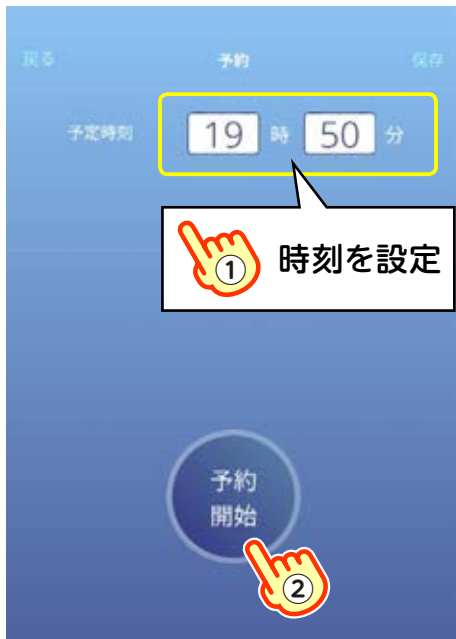 戻る 予約 保存
予定時刻 19 時 50 分
① 時刻を設定
予約
開始
②